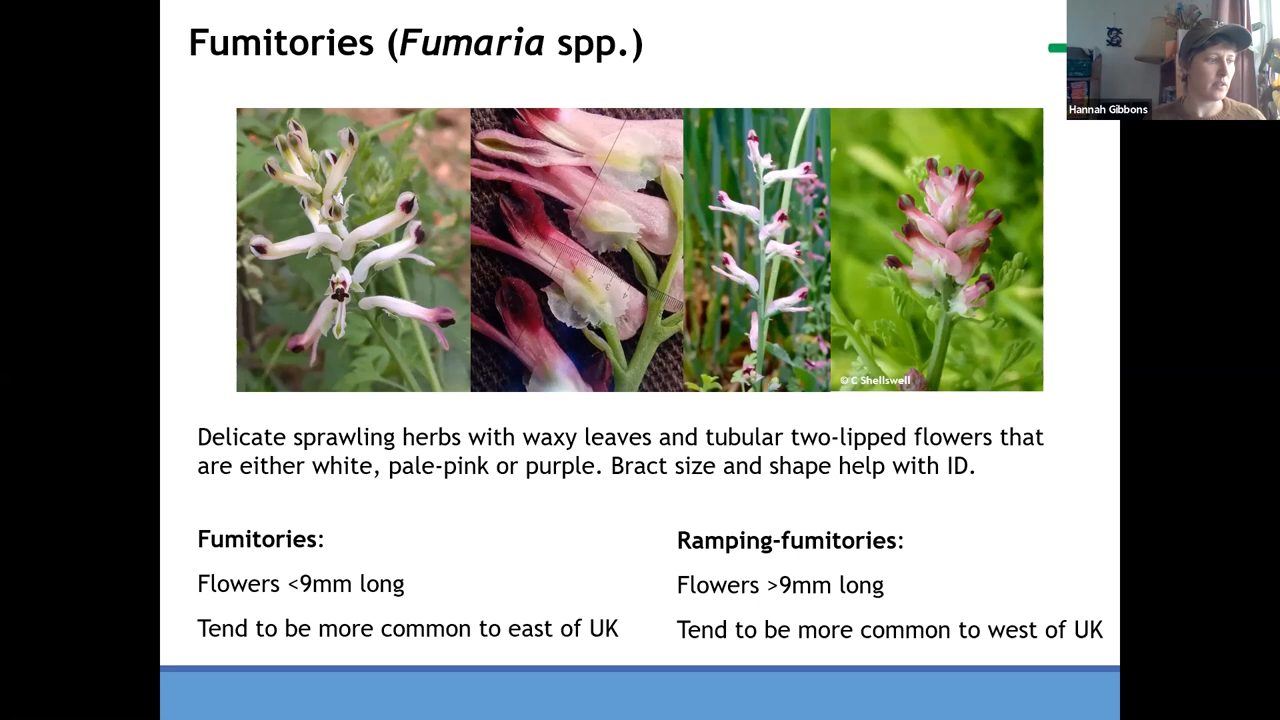 Fumitories (Fumaria spp.)
Hannah Gibbons
© C Shellswell
Delicate sprawling herbs with waxy leaves and tubular two-lipped flowers that
are either white, pale-pink or purple. Bract size and shape help with ID.
Fumitories:
Flowers <9mm long
Tend to be more common to east of UK
Ramping-fumitories:
Flowers >9mm long
Tend to be more common to west of UK